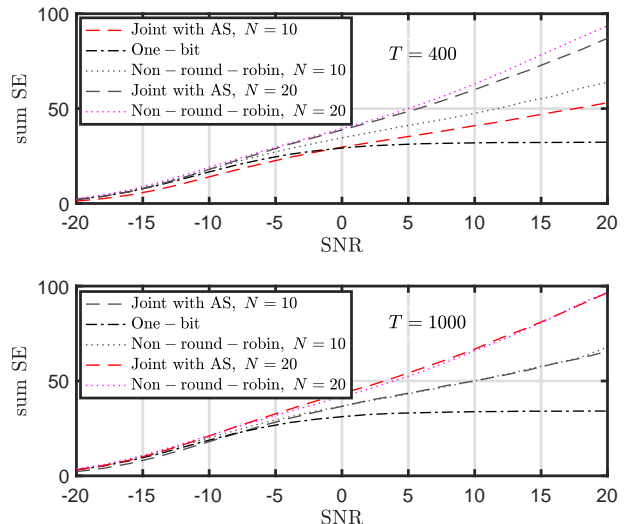 100
50
0
sum SE
Joint with AS, N = 10
One − bit
Non − round − robin, N = 10
Joint with AS, N = 20
Non − round − robin, N = 20
T = 400
-20 -15 -10 -5 0 5 10 15 20
SNR
100
50
0
sum SE
Joint with AS, N = 10
One − bit
Non − round − robin, N = 10
Joint with AS, N = 20
Non − round − robin, N = 20
T = 1000
-20 -15 -10 -5 0 5 10 15 20
SNR